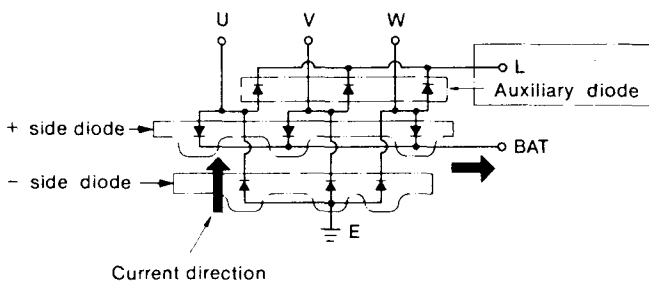 U V W
L
Auxiliary diode
+ side diode
BAT
− side diode
E
Current direction